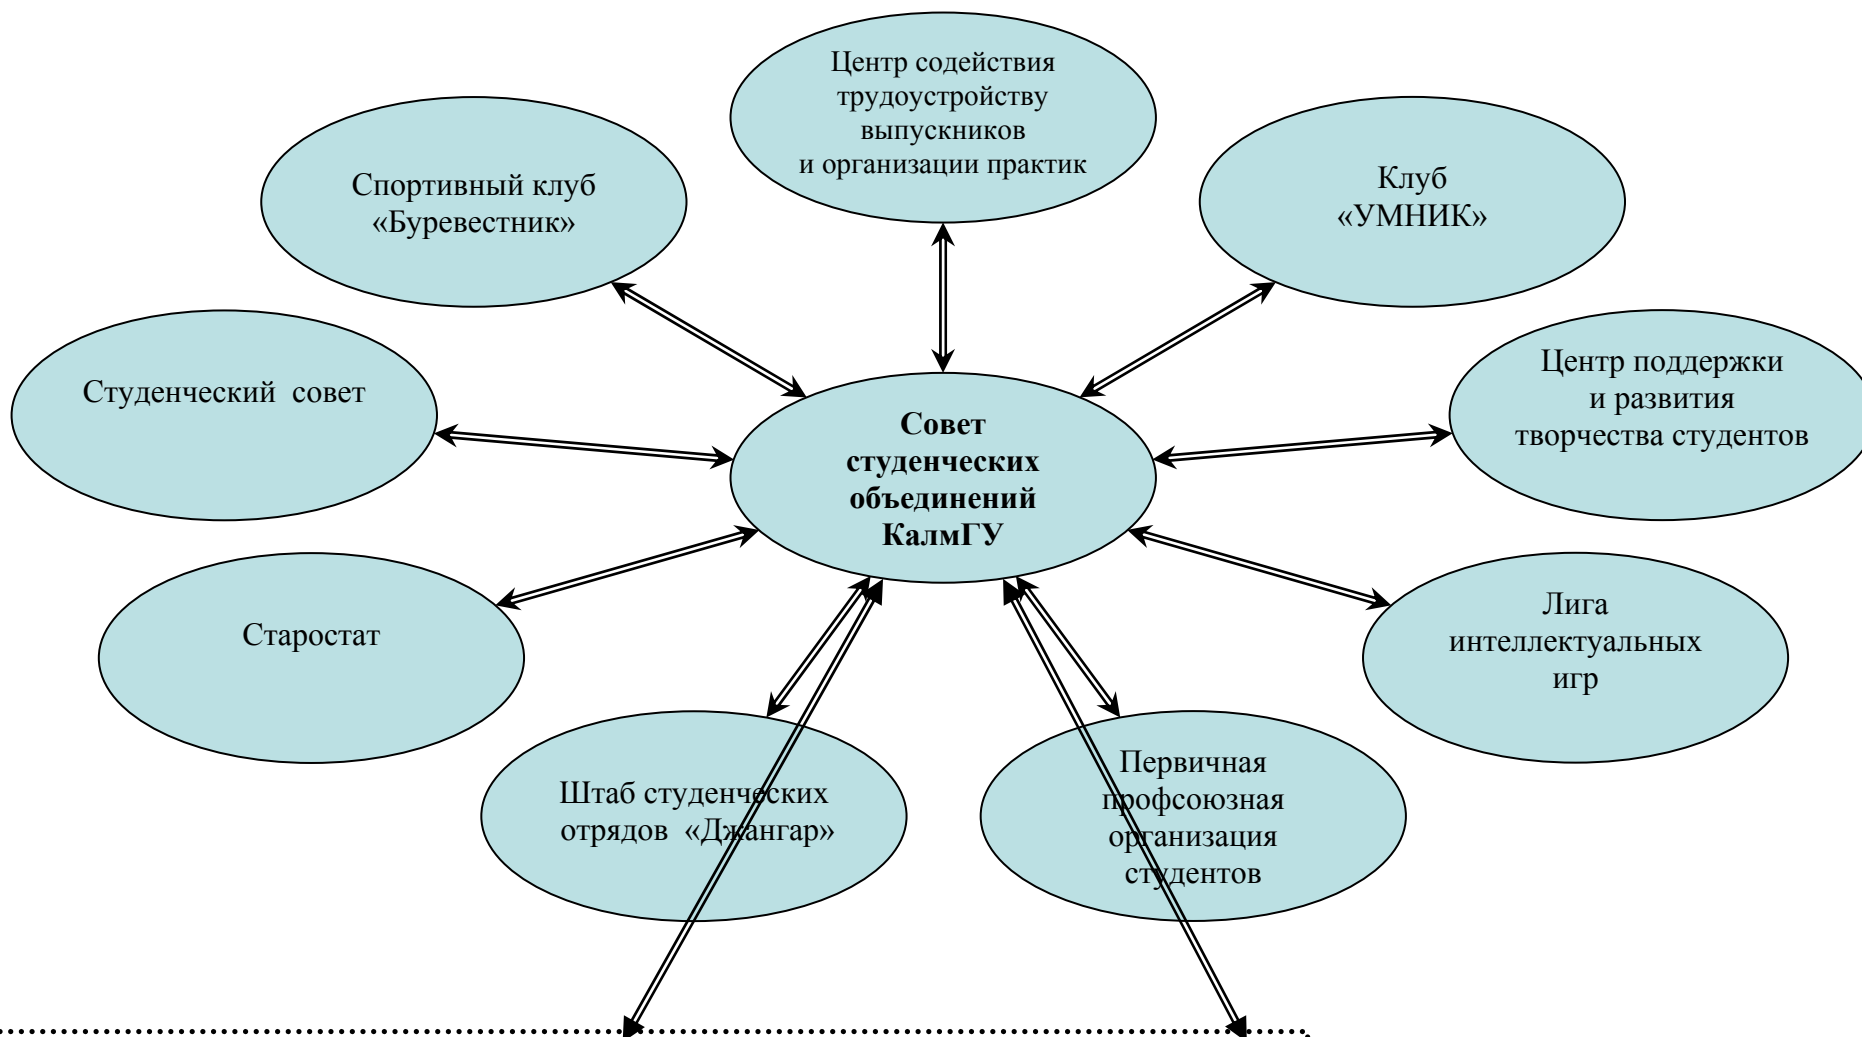 Центр содействия
трудоустройству
выпускников
и организации практик
Спортивный клуб
«Буревестник»
Клуб
«УМНИК»
Студенческий совет
Центр поддержки
и развития
творчества студентов
Совет
студенческих
объединений
КалмГУ
Старостат
Лига
интеллектуальных
игр
Штаб студенческих
отрядов «Джангар»
Первичная
профсоюзная
организация
студентов